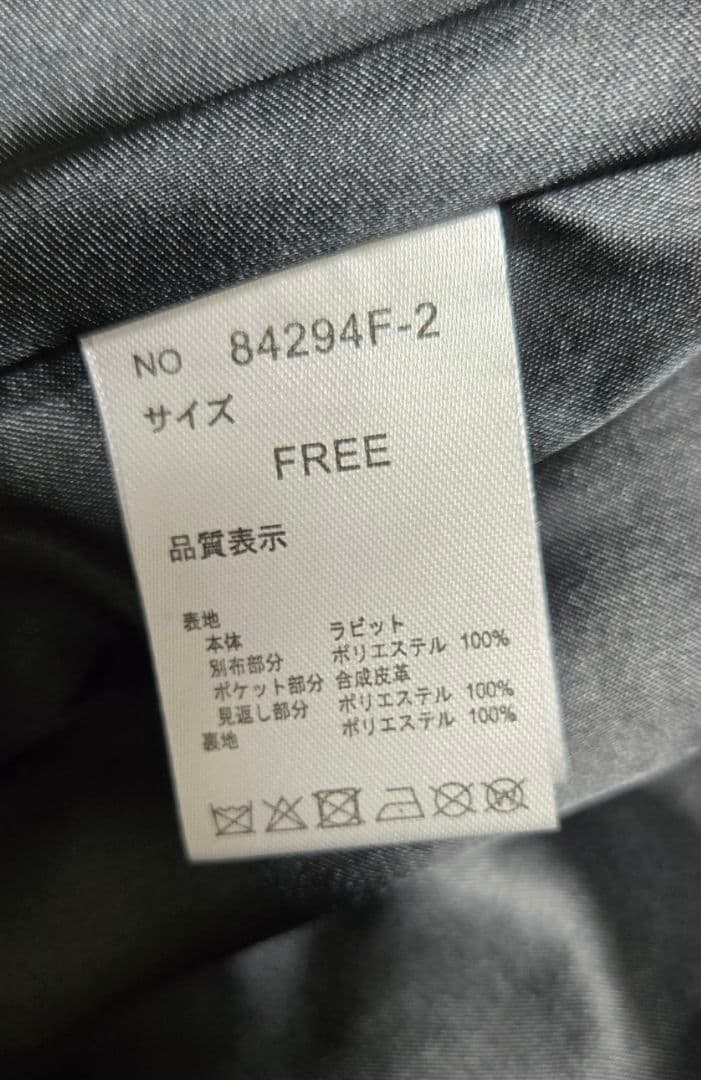 NO 84294F-2
サイズ
FREE
品質表示
表地
本体 ラビット
別布部分 ポリエステル 100%
ポケット部分 合成皮革
見返し部分 ポリエステル 100%
裏地 ポリエステル 100%
W